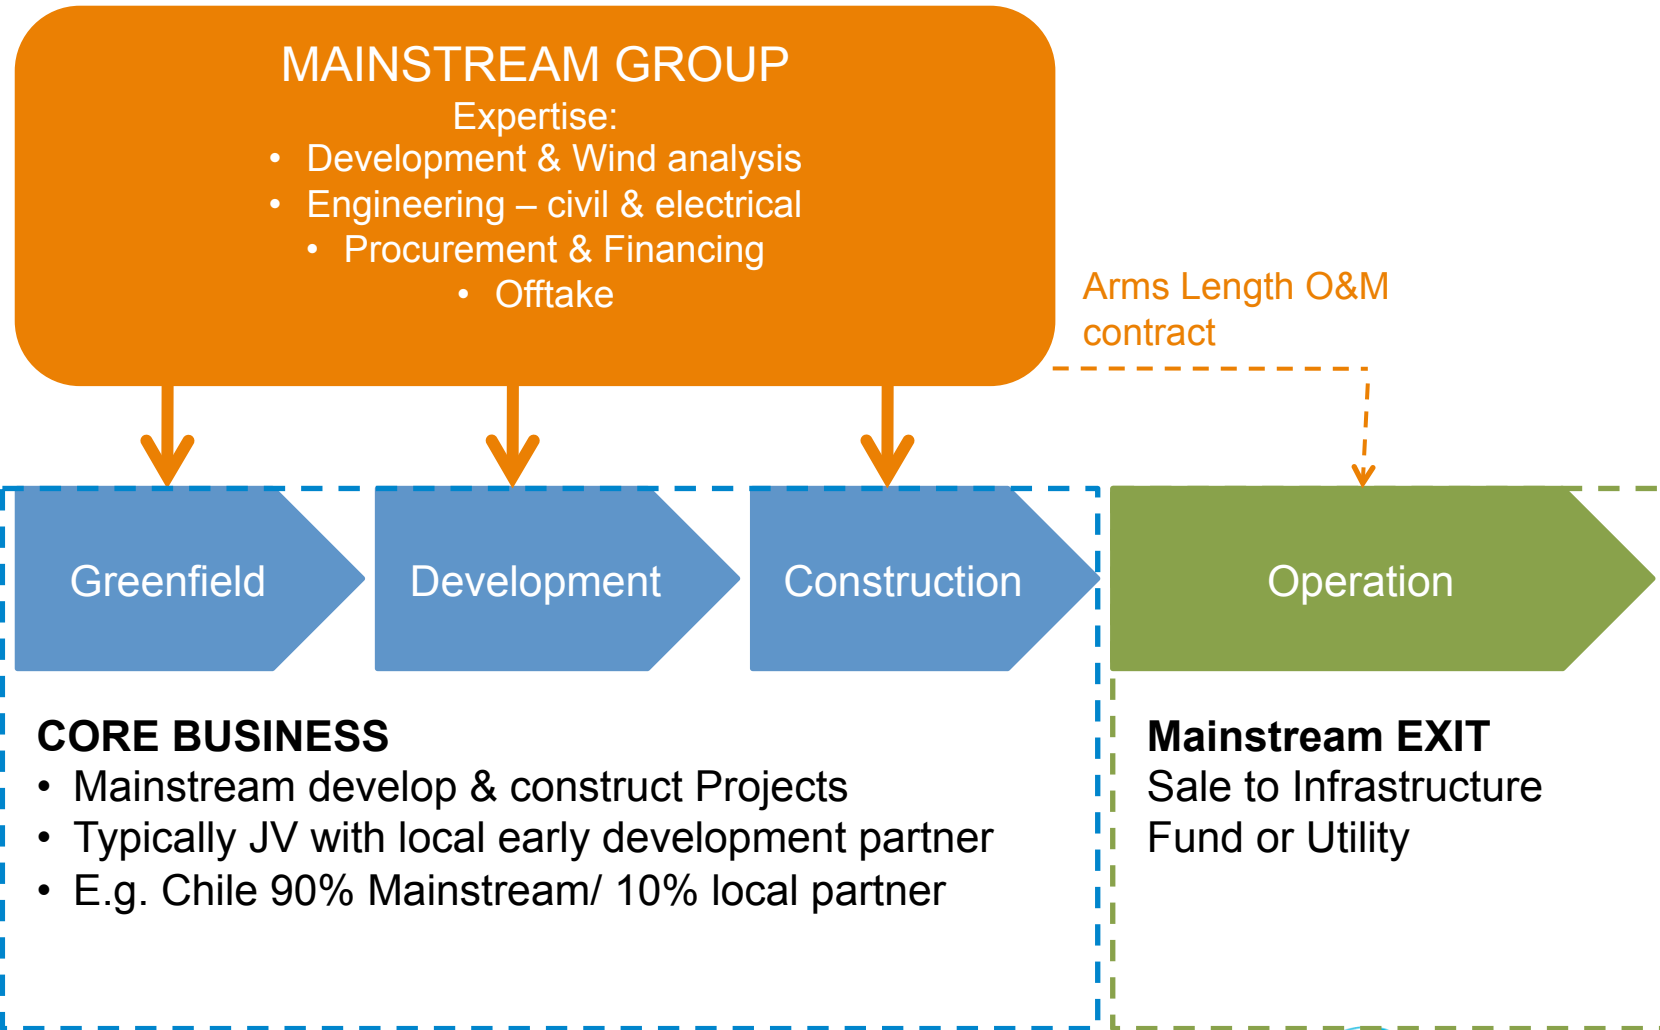 MAINSTREAM GROUP
Expertise:
• Development & Wind analysis
• Engineering – civil & electrical
• Procurement & Financing
• Offtake
Arms Length O&M
contract
Greenfield
Development
Construction
Operation
CORE BUSINESS
• Mainstream develop & construct Projects
• Typically JV with local early development partner
• E.g. Chile 90% Mainstream/ 10% local partner
Mainstream EXIT
Sale to Infrastructure
Fund or Utility